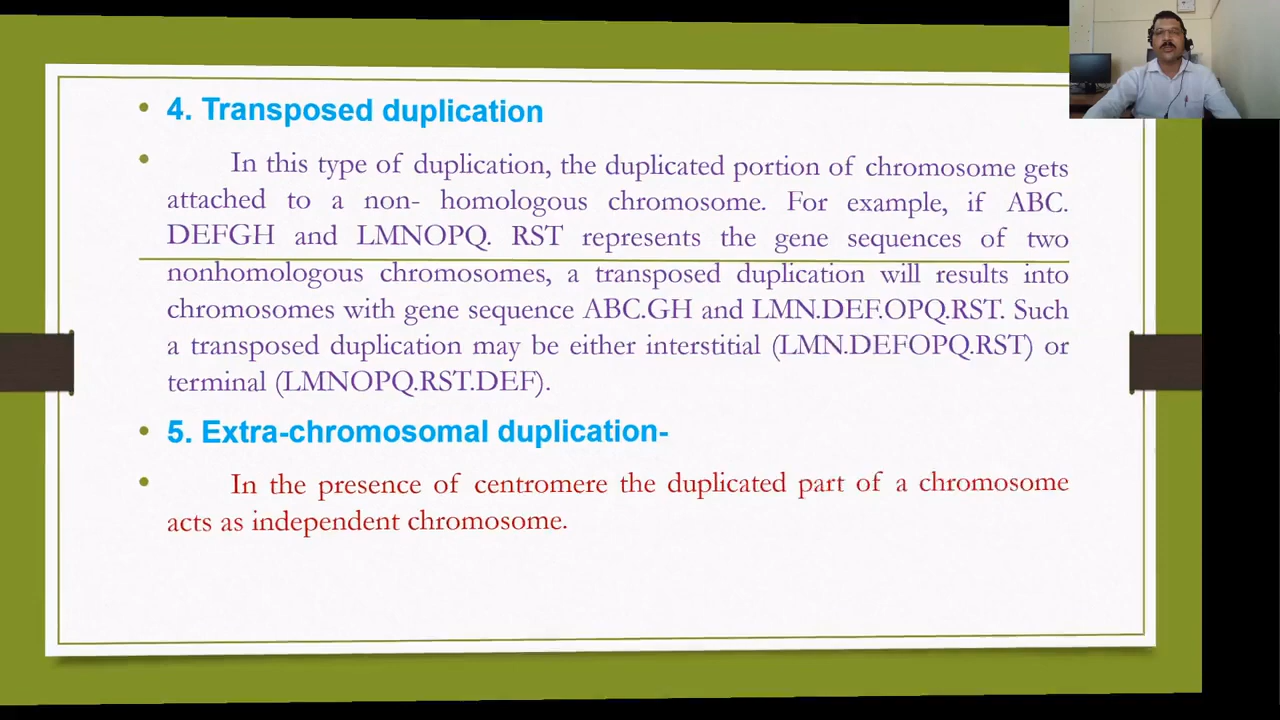 • 4. Transposed duplication
• In this type of duplication, the duplicated portion of chromosome gets
attached to a non- homologous chromosome. For example, if ABC.
DEFGH and LMNOPQ. RST represents the gene sequences of two
nonhomologous chromosomes, a transposed duplication will results into
chromosomes with gene sequence ABC.GH and LMN.DEF.OPQ.RST. Such
a transposed duplication may be either interstitial (LMN.DEFOPQ.RST) or
terminal (LMNOPQ.RST.DEF).
• 5. Extra-chromosomal duplication-
• In the presence of centromere the duplicated part of a chromosome
acts as independent chromosome.